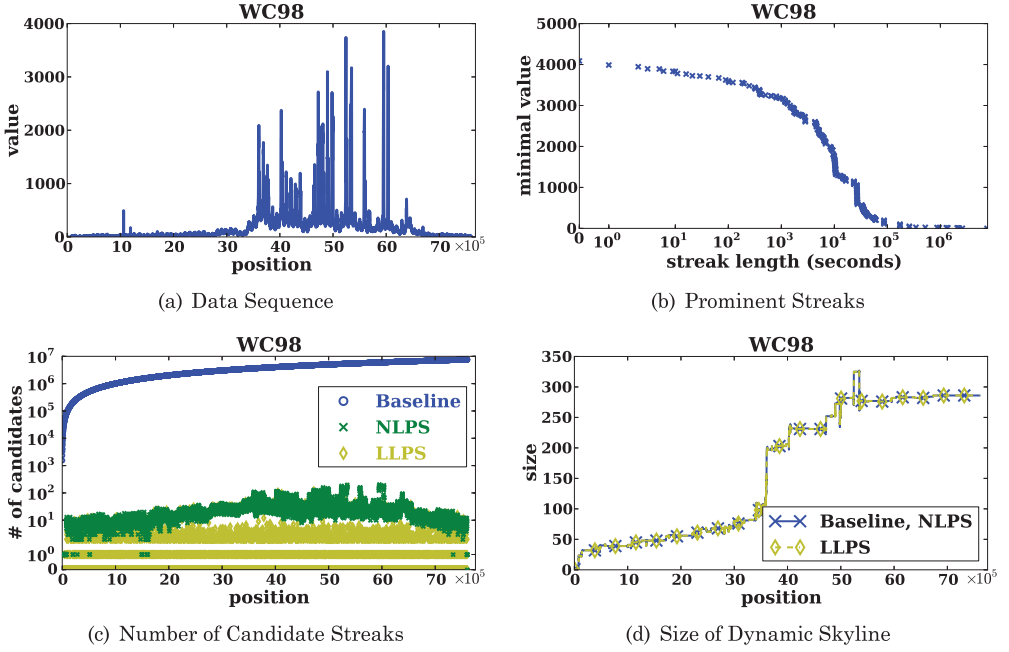 WC98
4000
3000
2000
1000
0
value
0 10 20 30 40 50 60 70 ×10⁵
position
(a) Data Sequence
WC98
5000
4000
3000
2000
1000
0
minimal value
0 10⁰ 10¹ 10² 10³ 10⁴ 10⁵ 10⁶
streak length (seconds)
(b) Prominent Streaks
WC98
10⁷
10⁶
10⁵
10⁴
10³
10²
10¹
10⁰
0
# of candidates
Baseline
NLPS
LLPS
0 10 20 30 40 50 60 70 ×10⁵
position
(c) Number of Candidate Streaks
WC98
350
300
250
200
150
100
50
0
size
Baseline, NLPS
LLPS
0 10 20 30 40 50 60 70 ×10⁵
position
(d) Size of Dynamic Skyline